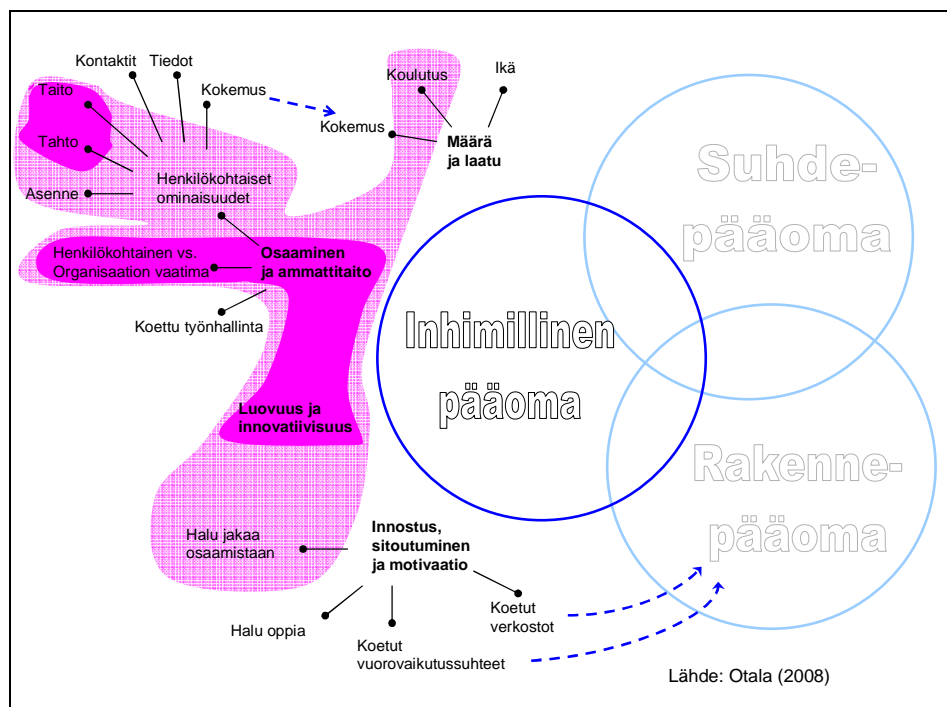 Kontaktit
Tiedot
Taito
Kokemus
Tahto
Asenne
Henkilökohtaiset
ominaisuudet
Koulutus
Ikä
Kokemus
Määrä
ja laatu
Henkilökohtainen vs.
Organisaation vaatima
Osaaminen
ja ammattitaito
Koettu työnhallinta
Luovuus ja
innovatiivisuus
Inhimillinen
pääoma
Suhde-
pääoma
Rakenne-
pääoma
Halu jakaa
osaamistaan
Innostus,
sitoutuminen
ja motivaatio
Halu oppia
Koetut
vuorovaikutussuhteet
Koetut
verkostot
Lähde: Otala (2008)